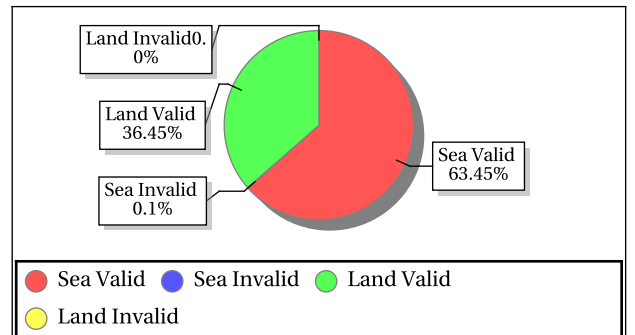 Land Invalid0.
0%
Land Valid
36.45%
Sea Valid
63.45%
Sea Invalid
0.1%
Sea Valid
Sea Invalid
Land Valid
Land Invalid